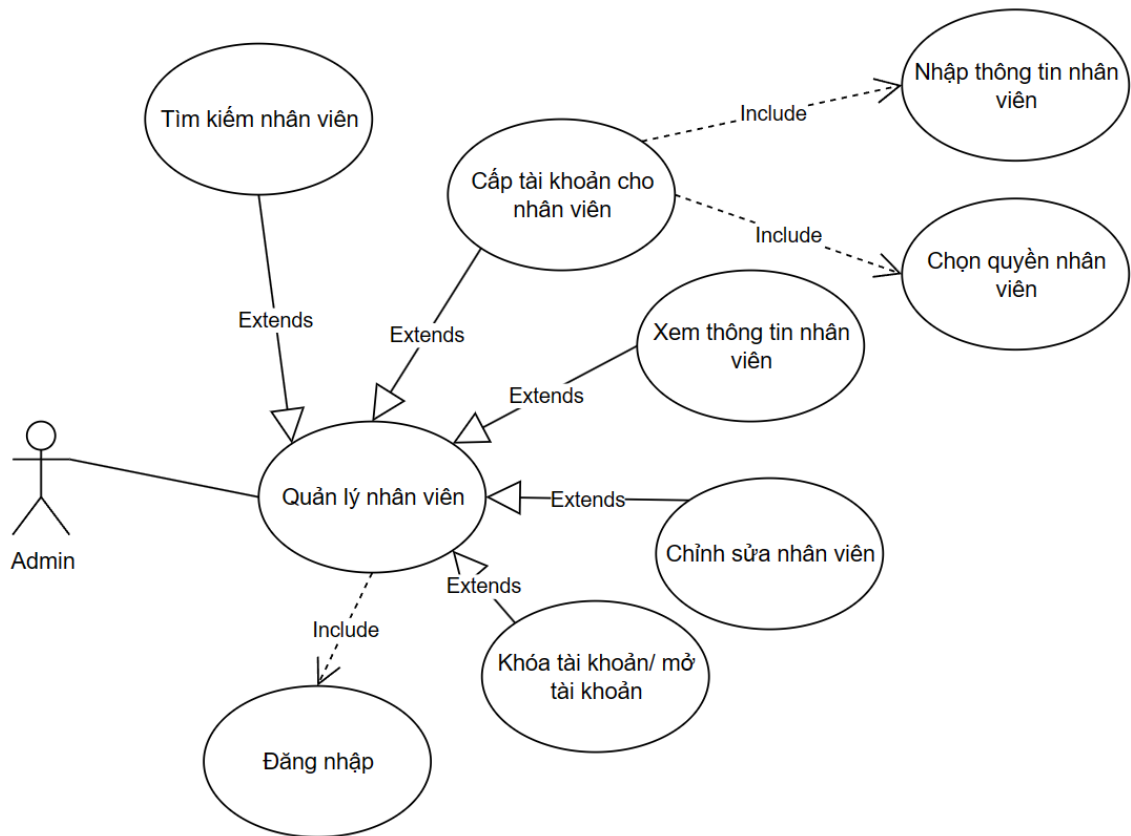 Nhập thông tin nhân
viên
Tìm kiếm nhân viên
Include
Cấp tài khoản cho
nhân viên
Include
Chọn quyền nhân
viên
Extends
Extends
Xem thông tin nhân
viên
Extends
Quản lý nhân viên
Extends
Admin
Chỉnh sửa nhân viên
Extends
Include
Khóa tài khoản/ mở
tài khoản
Đăng nhập